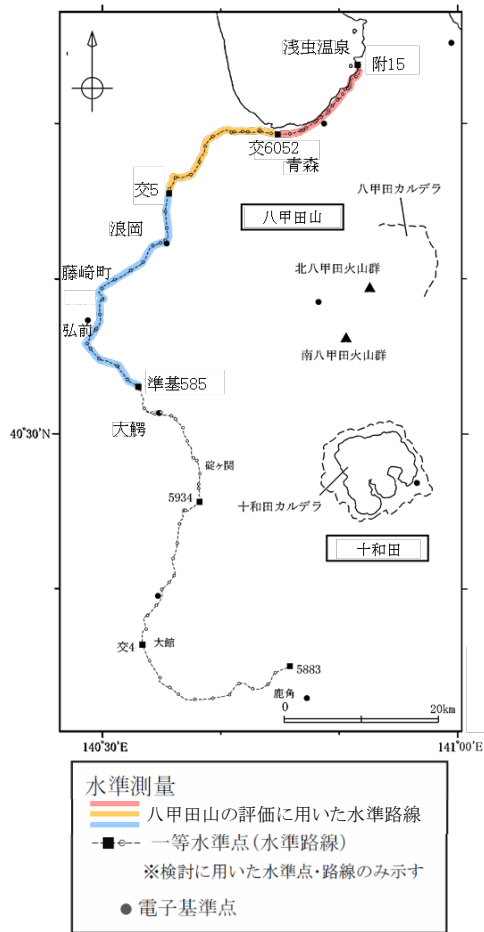 浅虫温泉
附15
交6052
青森
交5
八甲田カルデラ
八甲田山
浪岡
北八甲田火山群
藤崎町
弘前
南八甲田火山群
準基585
大鰐
40°30'N
碇ヶ関
5934
十和田カルデラ
十和田
交4
大館
5883
鹿角
0
20km
140°30'E
141°00'E
水準測量
八甲田山の評価に用いた水準路線
一等水準点(水準路線)
※検討に用いた水準点・路線のみ示す
電子基準点